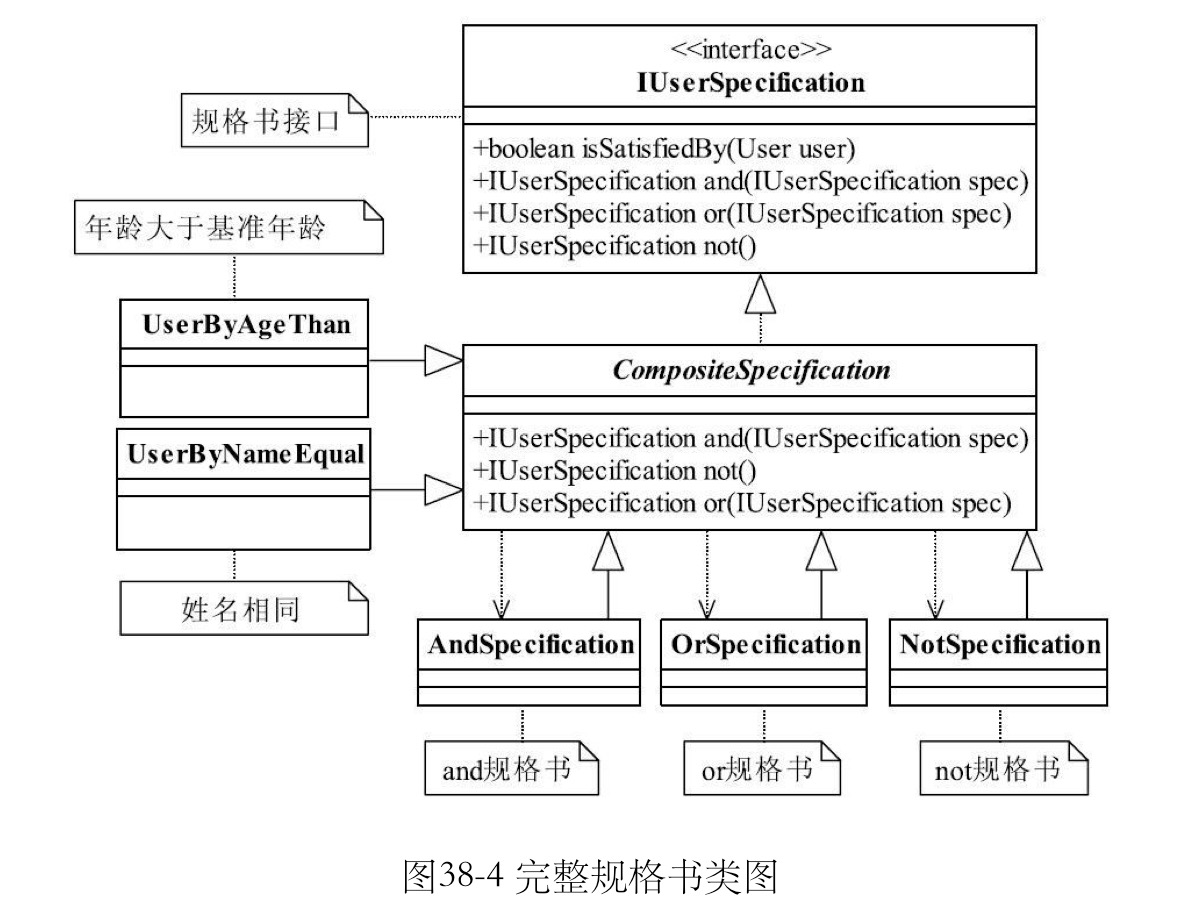 <<interface>>
IUserSpecification
规格书接口
+boolean isSatisfiedBy(User user)
+IUserSpecification and(IUserSpecification spec)
+IUserSpecification or(IUserSpecification spec)
+IUserSpecification not()
年龄大于基准年龄
UserByAgeThan
CompositeSpecification
+IUserSpecification and(IUserSpecification spec)
+IUserSpecification not()
+IUserSpecification or(IUserSpecification spec)
UserByNameEqual
姓名相同
AndSpecification
OrSpecification
NotSpecification
and规格书
or规格书
not规格书
图38-4 完整规格书类图